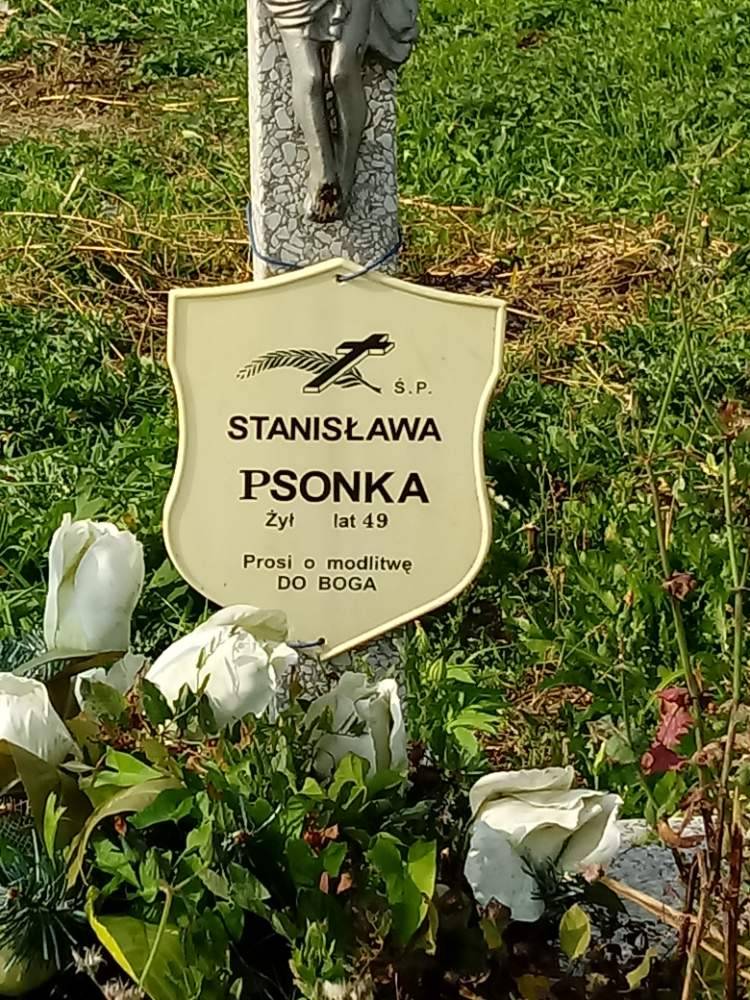 Ś.P.
STANISŁAWA
PSONKA
Żył lat 49
Prosi o modlitwę
DO BOGA